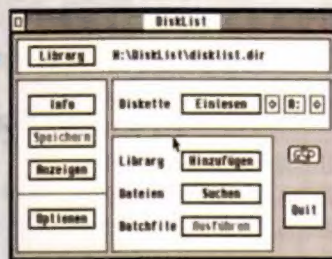 DiskList
Library H:\DiskList\disklist.dir
Info
Speichern
Anzeigen
Optionen
Diskette Einlesen A:
Library Hinzufügen
Dateien Suchen
Batchfile Ausführen
Quit